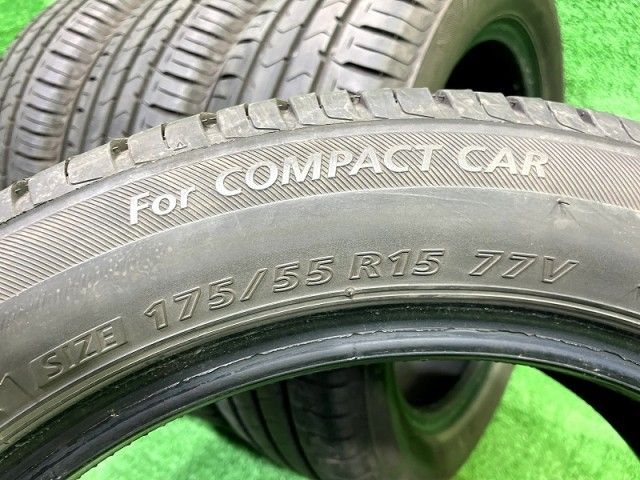 For COMPACT CAR
SIZE 175/55 R15 77V